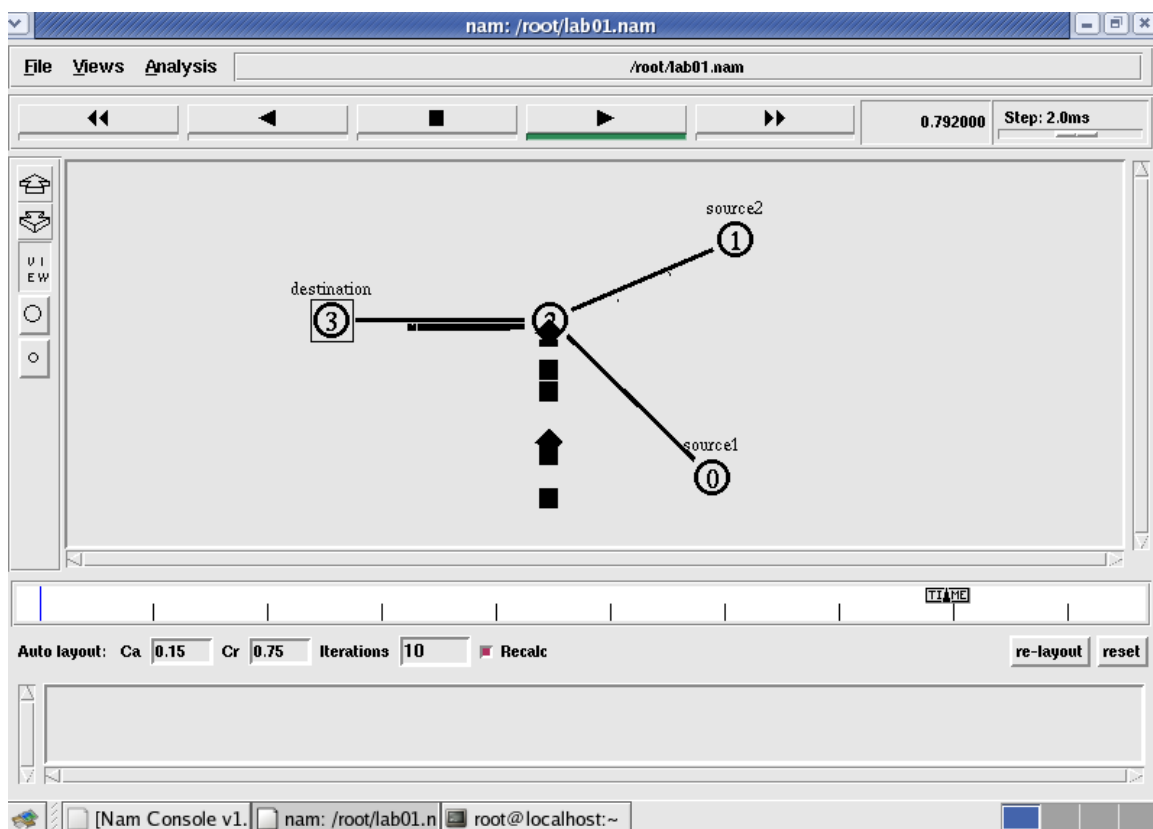 nam: /root/lab01.nam
File Views Analysis /root/lab01.nam
0.792000 Step: 2.0ms
VIEW
source2
1
destination
3
2
source1
0
TIME
Auto layout: Ca 0.15 Cr 0.75 Iterations 10 Recalc re-layout reset
[Nam Console v1. nam: /root/lab01.n root@localhost:~